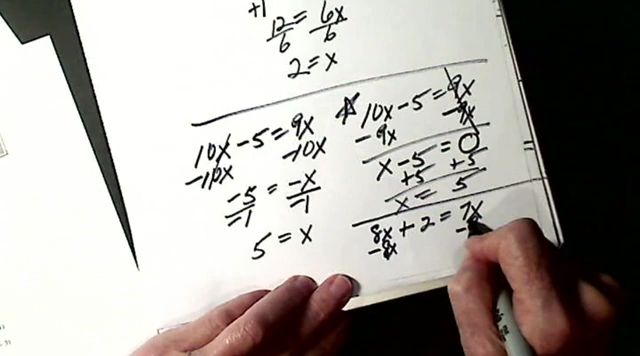 +1
12 = 6x
6 6
2 = x
10x - 5 = 9x
-10x -10x
-5 = -x
-1 -1
5 = x
10x - 5 = 9x
-9x -9x
x - 5 = 0
+5 +5
x = 5
8x + 2 = 7x
-8x